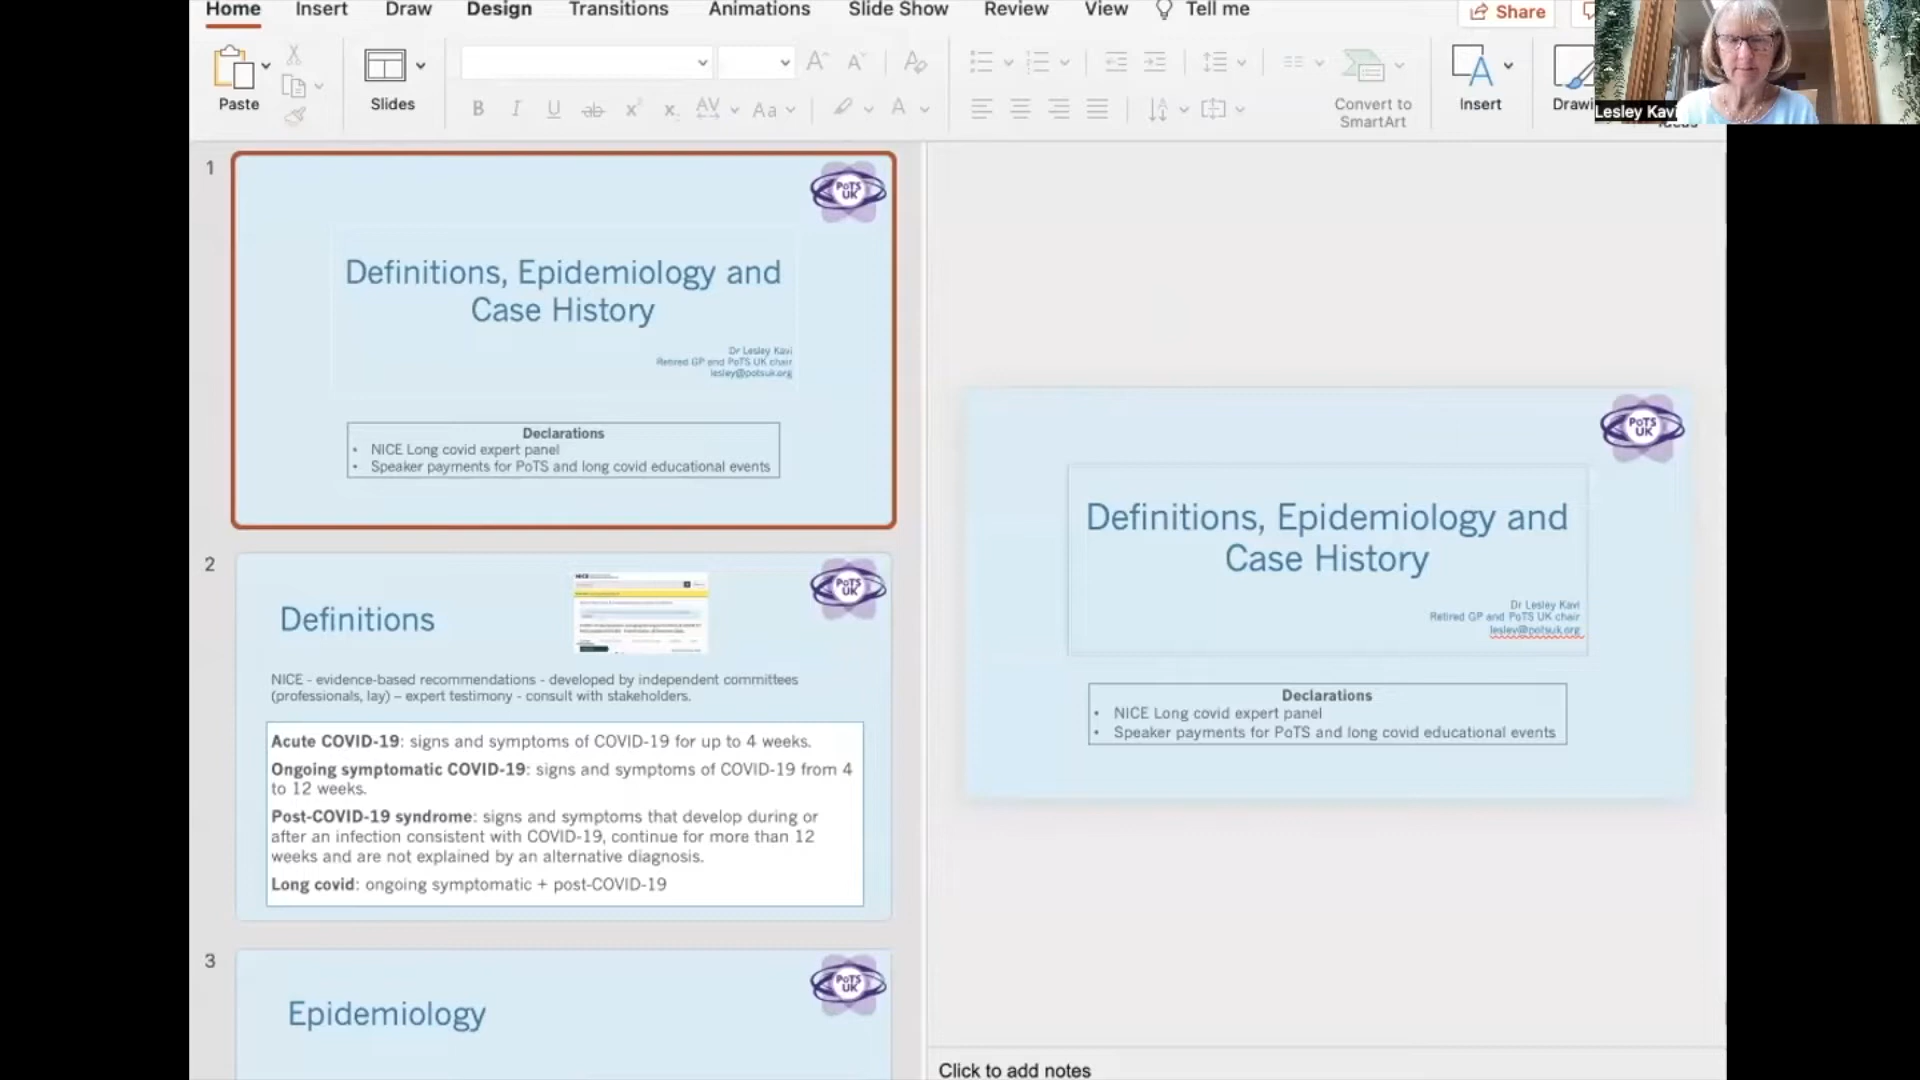 Home Insert Draw Design Transitions Animations Slide Show Review View Tell me Share
Paste Slides Convert to SmartArt Insert
Lesley Kavi
1
PoTS UK
Definitions, Epidemiology and
Case History
Dr Lesley Kavi
Retired GP and PoTS UK chair
lesley@potsuk.org
Declarations
• NICE Long covid expert panel
• Speaker payments for PoTS and long covid educational events
2
PoTS UK
Definitions
NICE
NICE - evidence-based recommendations - developed by independent committees
(professionals, lay) – expert testimony - consult with stakeholders.
Acute COVID-19: signs and symptoms of COVID-19 for up to 4 weeks.
Ongoing symptomatic COVID-19: signs and symptoms of COVID-19 from 4
to 12 weeks.
Post-COVID-19 syndrome: signs and symptoms that develop during or
after an infection consistent with COVID-19, continue for more than 12
weeks and are not explained by an alternative diagnosis.
Long covid: ongoing symptomatic + post-COVID-19
3
PoTS UK
Epidemiology
PoTS UK
Definitions, Epidemiology and
Case History
Dr Lesley Kavi
Retired GP and PoTS UK chair
lesley@potsuk.org
Declarations
• NICE Long covid expert panel
• Speaker payments for PoTS and long covid educational events
Click to add notes